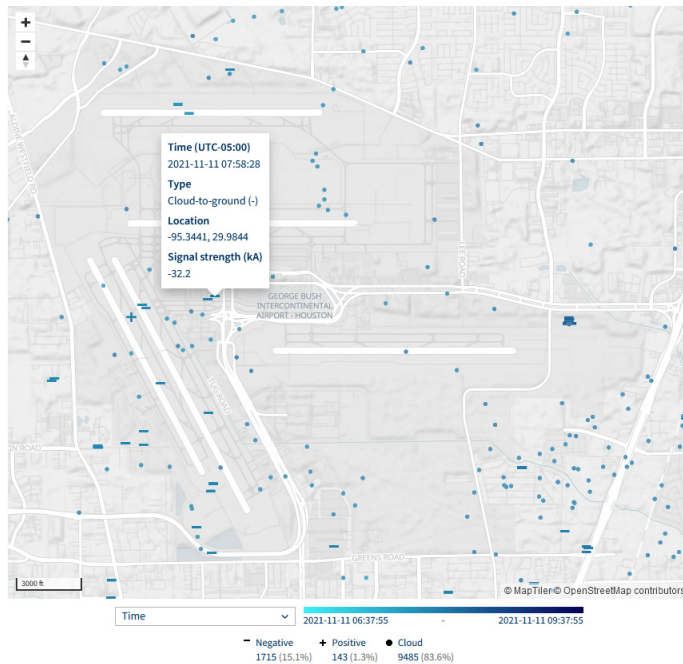 +
−
ALDINE WESTFIELD RD
Time (UTC-05:00)
2021-11-11 07:58:28
Type
Cloud-to-ground (-)
Location
-95.3441, 29.9844
Signal strength (kA)
-32.2
GEORGE BUSH
INTERCONTINENTAL
AIRPORT - HOUSTON
GREENS ROAD
3000 ft
© MapTiler © OpenStreetMap contributors
Time
2021-11-11 06:37:55
-
2021-11-11 09:37:55
Negative
1715 (15.1%)
Positive
143 (1.3%)
Cloud
9485 (83.6%)